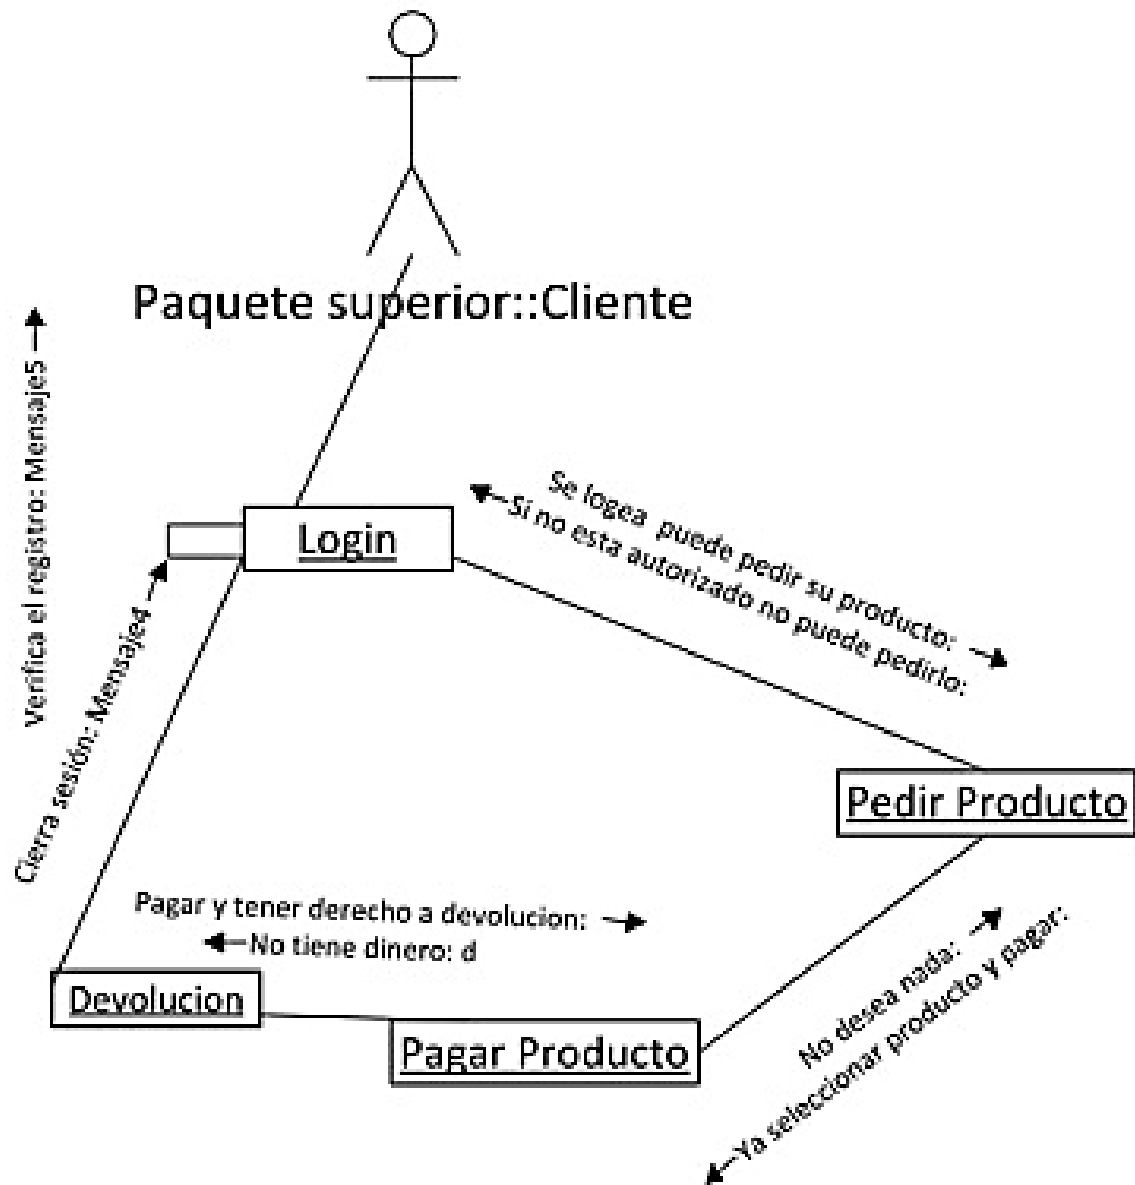 Paquete superior::Cliente
Verifica el registro: Mensaje5
Cierra sesión: Mensaje4
Login
Se logea  puede pedir su producto:
Si no esta autorizado no puede pedirlo:
Pedir Producto
Pagar y tener derecho a devolucion:
No tiene dinero: d
Devolucion
Pagar Producto
No desea nada:
Ya seleccionar producto y pagar: